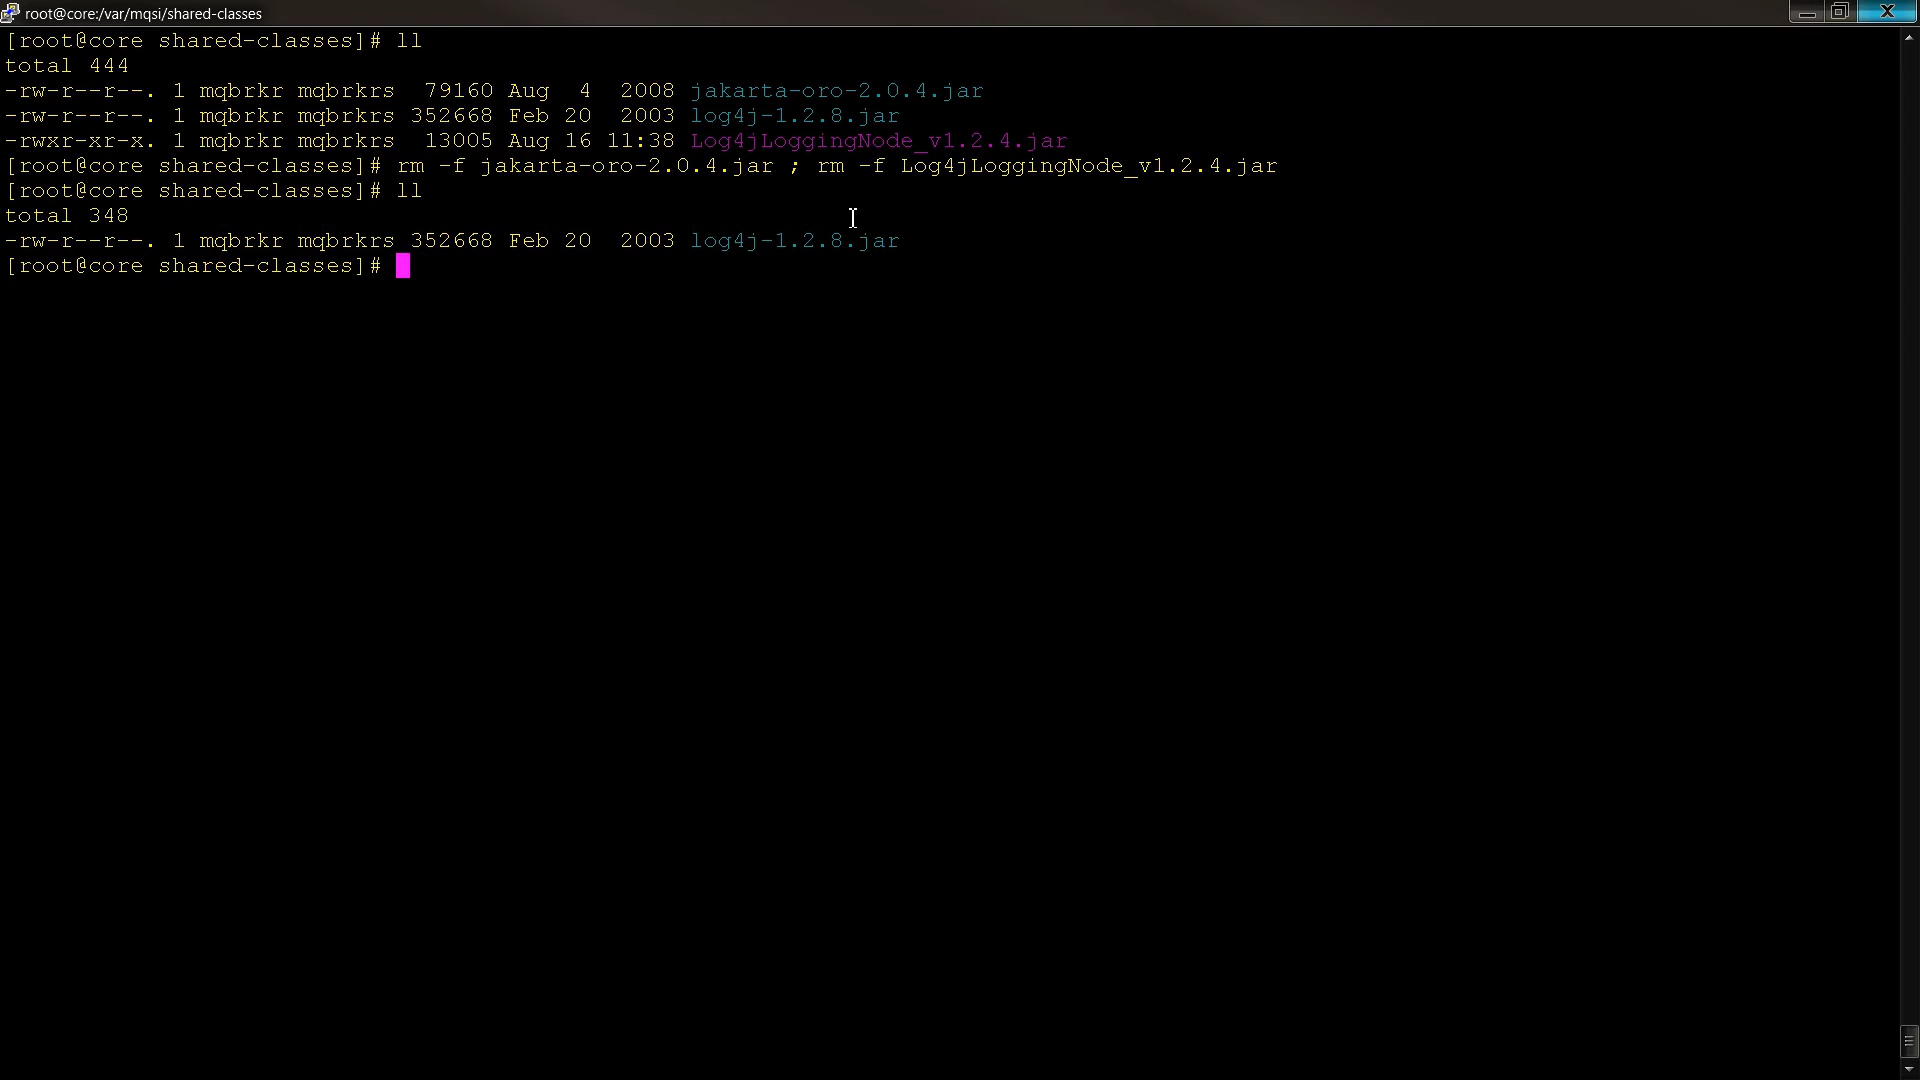 root@core:/var/mqsi/shared-classes
[root@core shared-classes]# ll
total 444
-rw-r--r--. 1 mqbrkr mqbrkrs  79160 Aug  4  2008 jakarta-oro-2.0.4.jar
-rw-r--r--. 1 mqbrkr mqbrkrs 352668 Feb 20  2003 log4j-1.2.8.jar
-rwxr-xr-x. 1 mqbrkr mqbrkrs  13005 Aug 16 11:38 Log4jLoggingNode_v1.2.4.jar
[root@core shared-classes]# rm -f jakarta-oro-2.0.4.jar ; rm -f Log4jLoggingNode_v1.2.4.jar
[root@core shared-classes]# ll
total 348
-rw-r--r--. 1 mqbrkr mqbrkrs 352668 Feb 20  2003 log4j-1.2.8.jar
[root@core shared-classes]#